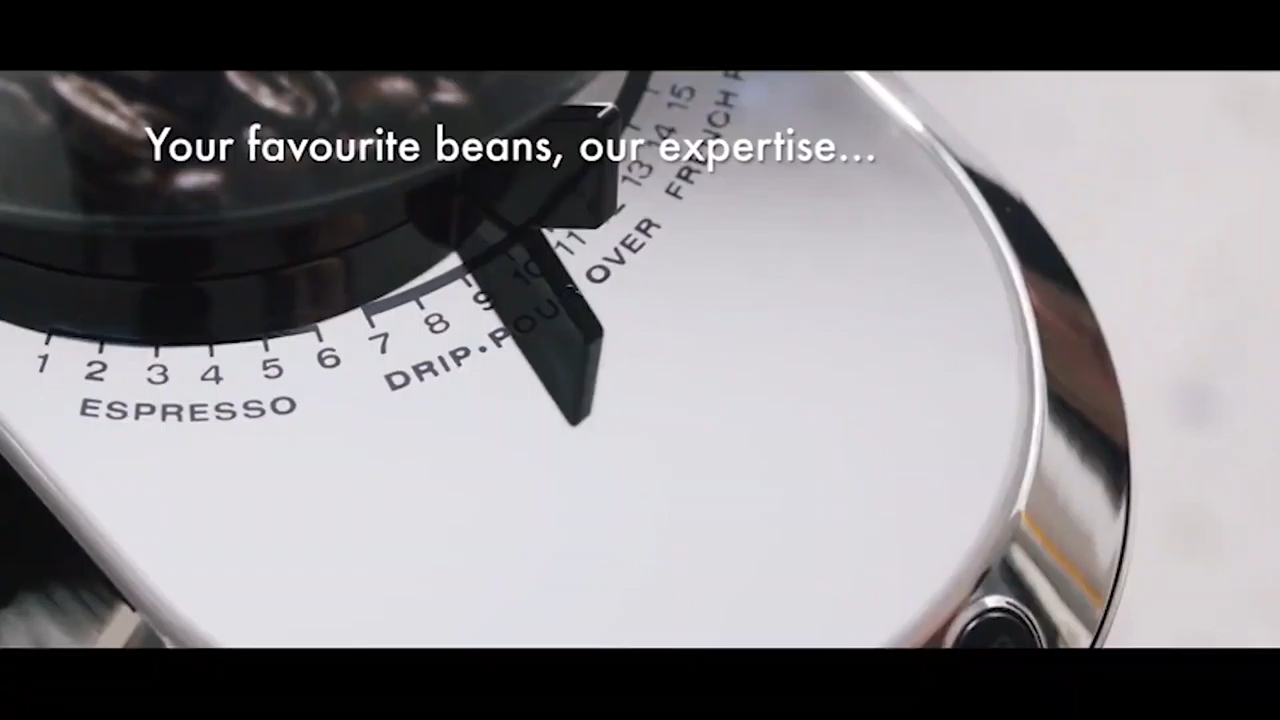 Your favourite beans, our expertise...
1 2 3 4 5 6 7 8 9 10 11 13 14 15
ESPRESSO
DRIP·POUR OVER